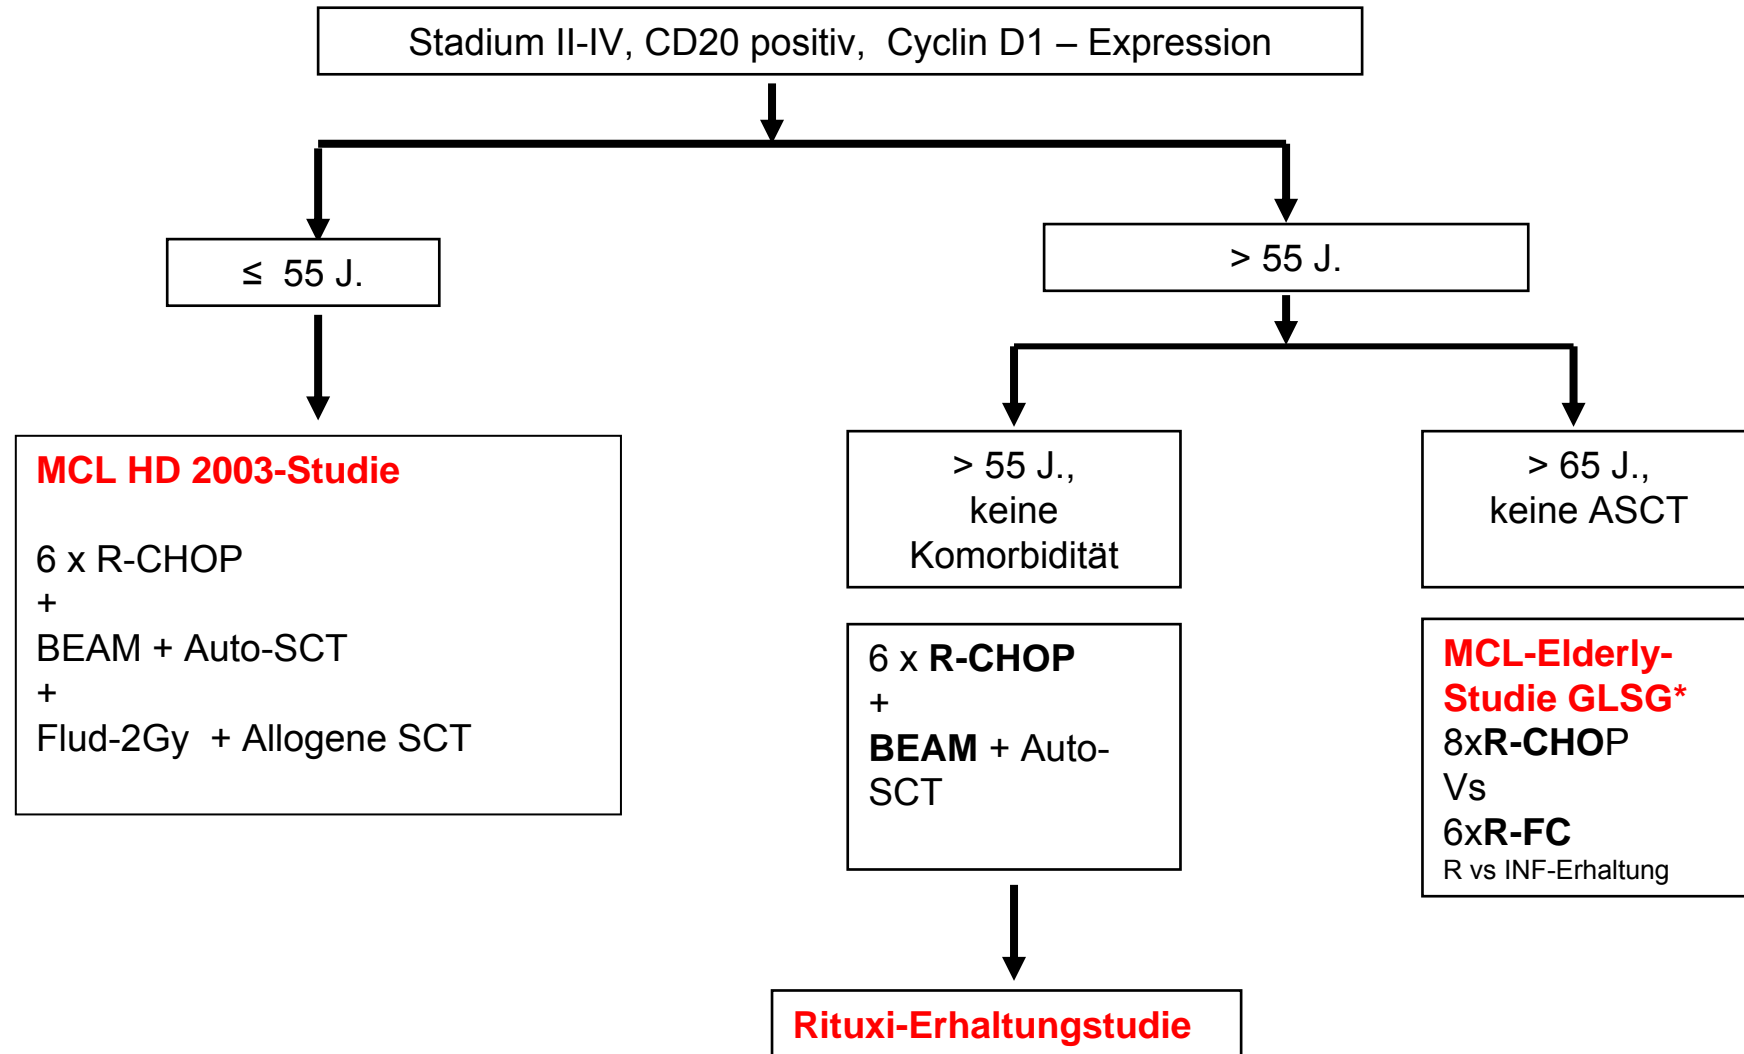 Stadium II-IV, CD20 positiv, Cyclin D1 – Expression
≤ 55 J.
> 55 J.
MCL HD 2003-Studie
6 x R-CHOP
+
BEAM + Auto-SCT
+
Flud-2Gy + Allogene SCT
> 55 J.,
keine
Komorbidität
6 x R-CHOP
+
BEAM + Auto-
SCT
> 65 J.,
keine ASCT
MCL-Elderly-
Studie GLSG*
8xR-CHOP
Vs
6xR-FC
R vs INF-Erhaltung
Rituxi-Erhaltungstudie